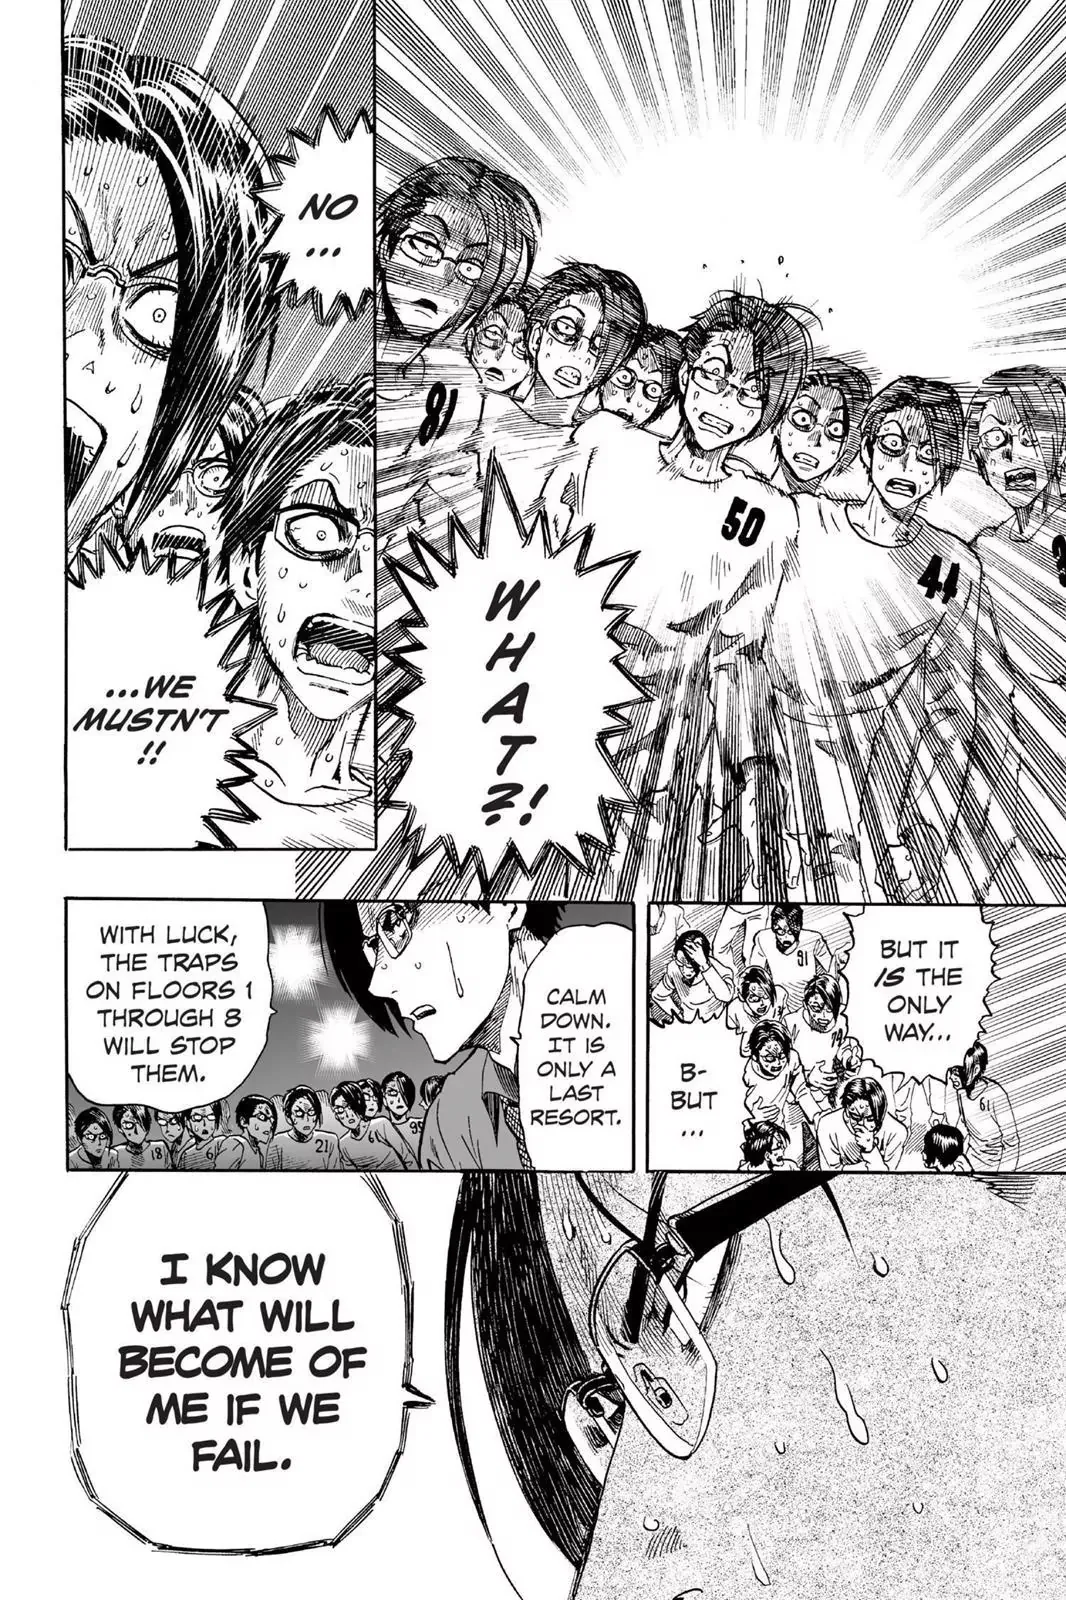 WHAT?!
81
50
44
NO
...
...WE
MUSTN'T
!!
BUT IT
IS THE
ONLY
WAY...
B-
BUT
...
91
61
CALM
DOWN.
IT IS
ONLY A
LAST
RESORT.
WITH LUCK,
THE TRAPS
ON FLOORS 1
THROUGH 8
WILL STOP
THEM.
18
6
21
61
95
I KNOW
WHAT WILL
BECOME OF
ME IF WE
FAIL.